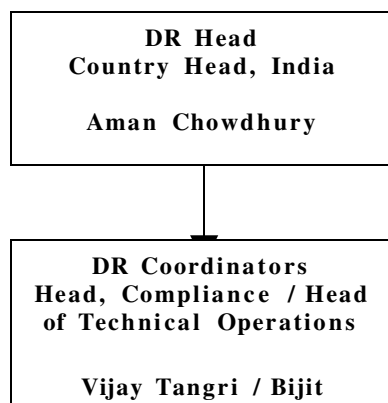 DR Head
Country Head, India
Aman Chowdhury
DR Coordinators
Head, Compliance / Head
of Technical Operations
Vijay Tangri / Bijit